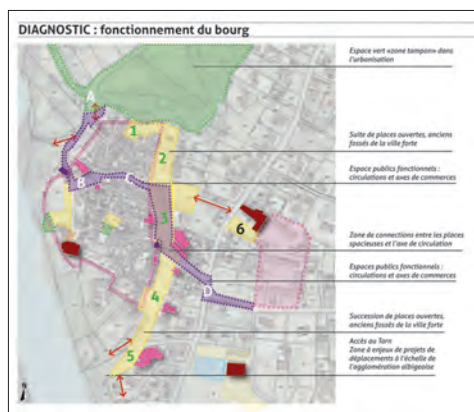 DIAGNOSTIC : fonctionnement du bourg
Espace vert «zone tampon» dans
l'urbanisation
A
1
2
Suite de places ouvertes, anciens
fossés de la ville forte
B
C
Espace publics fonctionnels :
circulations et axes de commerces
3
6
Zone de connections entre les places
spacieuses et l'axe de circulation
D
Espaces publics fonctionnels :
circulations et axes de commerces
4
Succession de places ouvertes,
anciens fossés de la ville forte
5
Accès au Tarn
Zone à enjeux de projets de
déplacements à l'échelle de
l'agglomération albigeoise
N